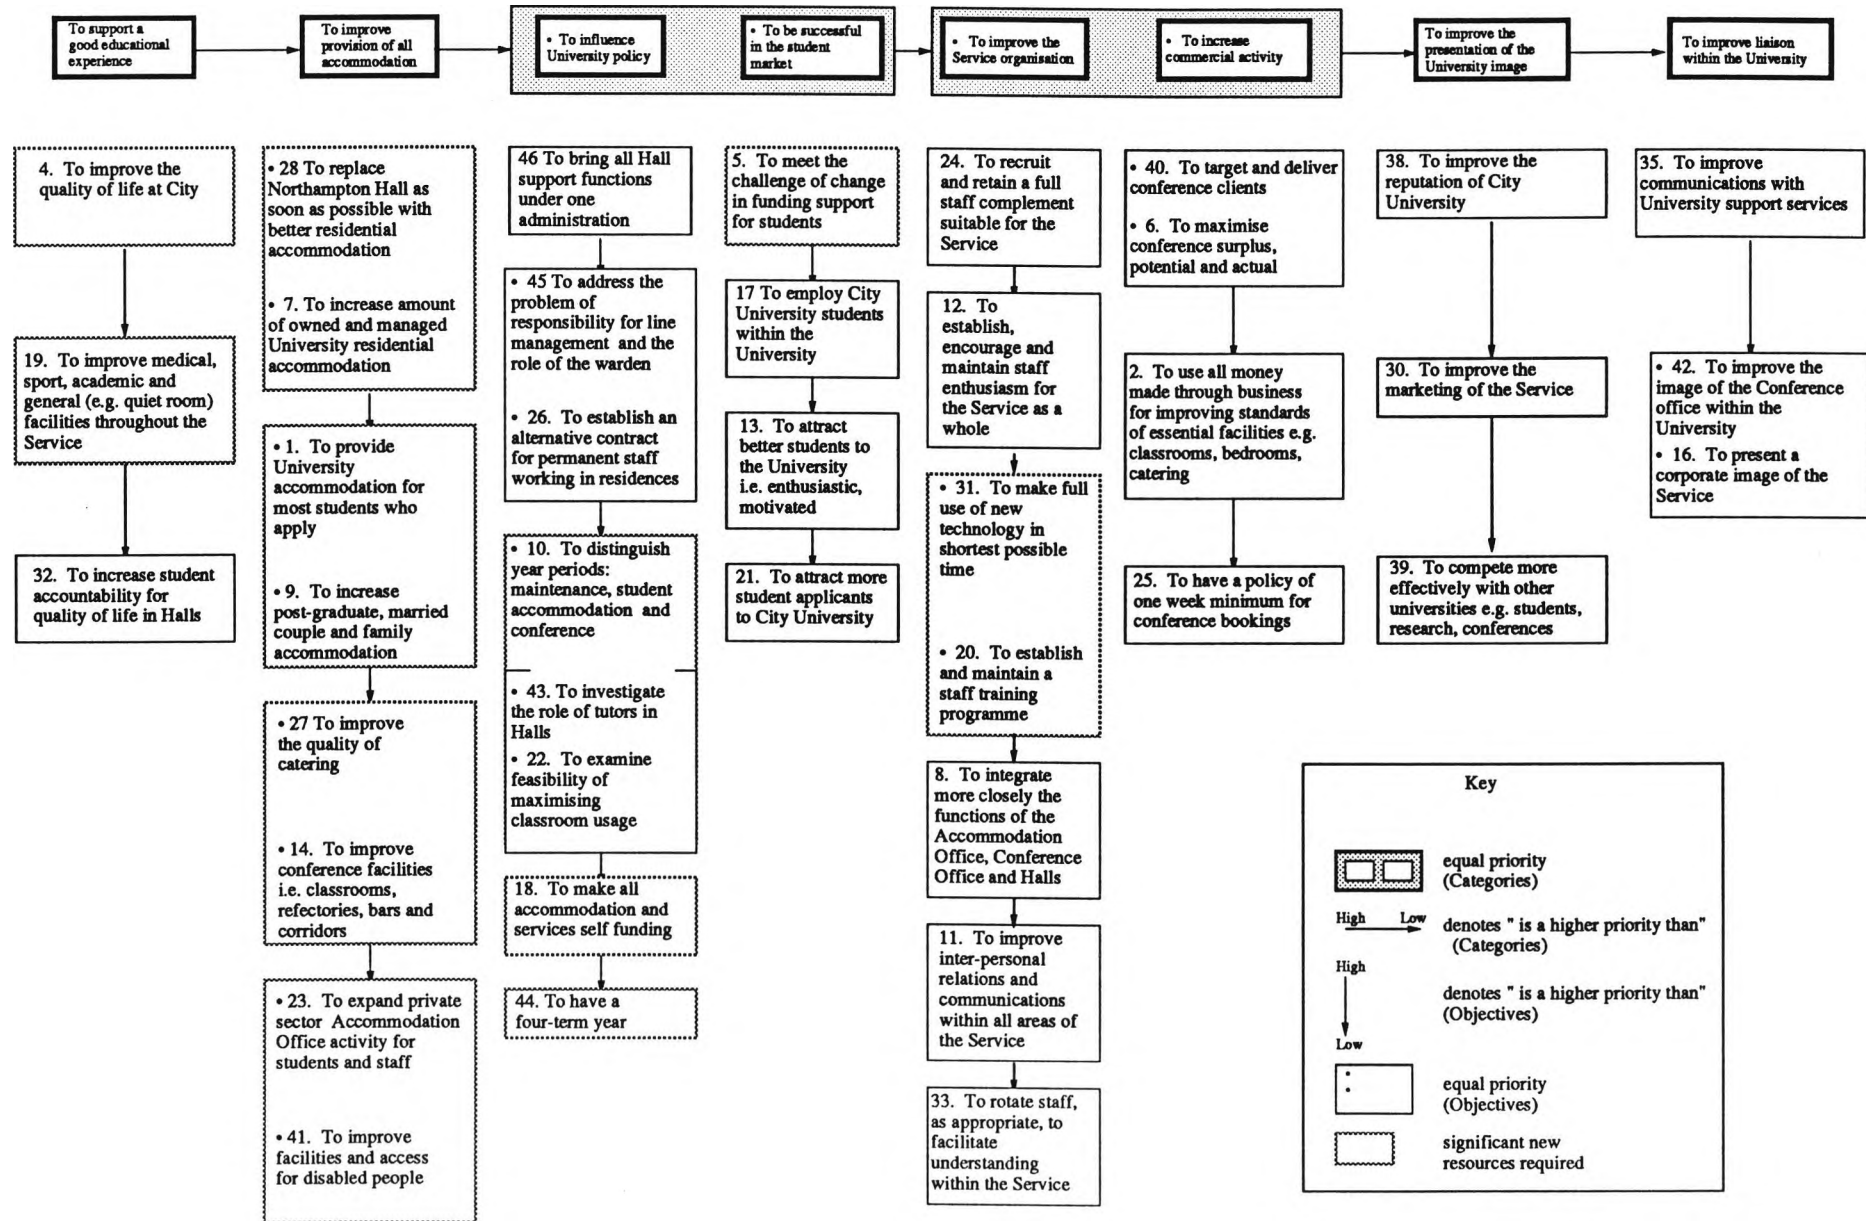 To support a
good educational
experience
To improve
provision of all
accommodation
• To influence
University policy
• To be successful
in the student
market
• To improve the
Service organisation
• To increase
commercial activity
To improve the
presentation of the
University image
To improve liaison
within the University
4. To improve the
quality of life at City
19. To improve medical,
sport, academic and
general (e.g. quiet room)
facilities throughout the
Service
32. To increase student
accountability for
quality of life in Halls
• 28 To replace
Northampton Hall as
soon as possible with
better residential
accommodation
• 7. To increase amount
of owned and managed
University residential
accommodation
• 1. To provide
University
accommodation for
most students who
apply
• 9. To increase
post-graduate, married
couple and family
accommodation
• 27 To improve
the quality of
catering
• 14. To improve
conference facilities
i.e. classrooms,
refectories, bars and
corridors
• 23. To expand private
sector Accommodation
Office activity for
students and staff
• 41. To improve
facilities and access
for disabled people
46 To bring all Hall
support functions
under one
administration
• 45 To address the
problem of
responsibility for line
management and the
role of the warden
• 26. To establish an
alternative contract
for permanent staff
working in residences
• 10. To distinguish
year periods:
maintenance, student
accommodation and
conference
• 43. To investigate
the role of tutors in
Halls
• 22. To examine
feasibility of
maximising
classroom usage
18. To make all
accommodation and
services self funding
44. To have a
four-term year
5. To meet the
challenge of change
in funding support
for students
17 To employ City
University students
within the
University
13. To attract
better students to
the University
i.e. enthusiastic,
motivated
21. To attract more
student applicants
to City University
24. To recruit
and retain a full
staff complement
suitable for the
Service
12. To
establish,
encourage and
maintain staff
enthusiasm for
the Service as a
whole
• 31. To make full
use of new
technology in
shortest possible
time
• 20. To establish
and maintain a
staff training
programme
8. To integrate
more closely the
functions of the
Accommodation
Office, Conference
Office and Halls
11. To improve
inter-personal
relations and
communications
within all areas of
the Service
33. To rotate staff,
as appropriate, to
facilitate
understanding
within the Service
• 40. To target and deliver
conference clients
• 6. To maximise
conference surplus,
potential and actual
2. To use all money
made through business
for improving standards
of essential facilities e.g.
classrooms, bedrooms,
catering
25. To have a policy of
one week minimum for
conference bookings
38. To improve the
reputation of City
University
30. To improve the
marketing of the Service
39. To compete more
effectively with other
universities e.g. students,
research, conferences
35. To improve
communications with
University support services
• 42. To improve the
image of the Conference
office within the
University
• 16. To present a
corporate image of the
Service
Key
equal priority
(Categories)
High Low
denotes " is a higher priority than"
(Categories)
High
Low
denotes " is a higher priority than"
(Objectives)
equal priority
(Objectives)
significant new
resources required